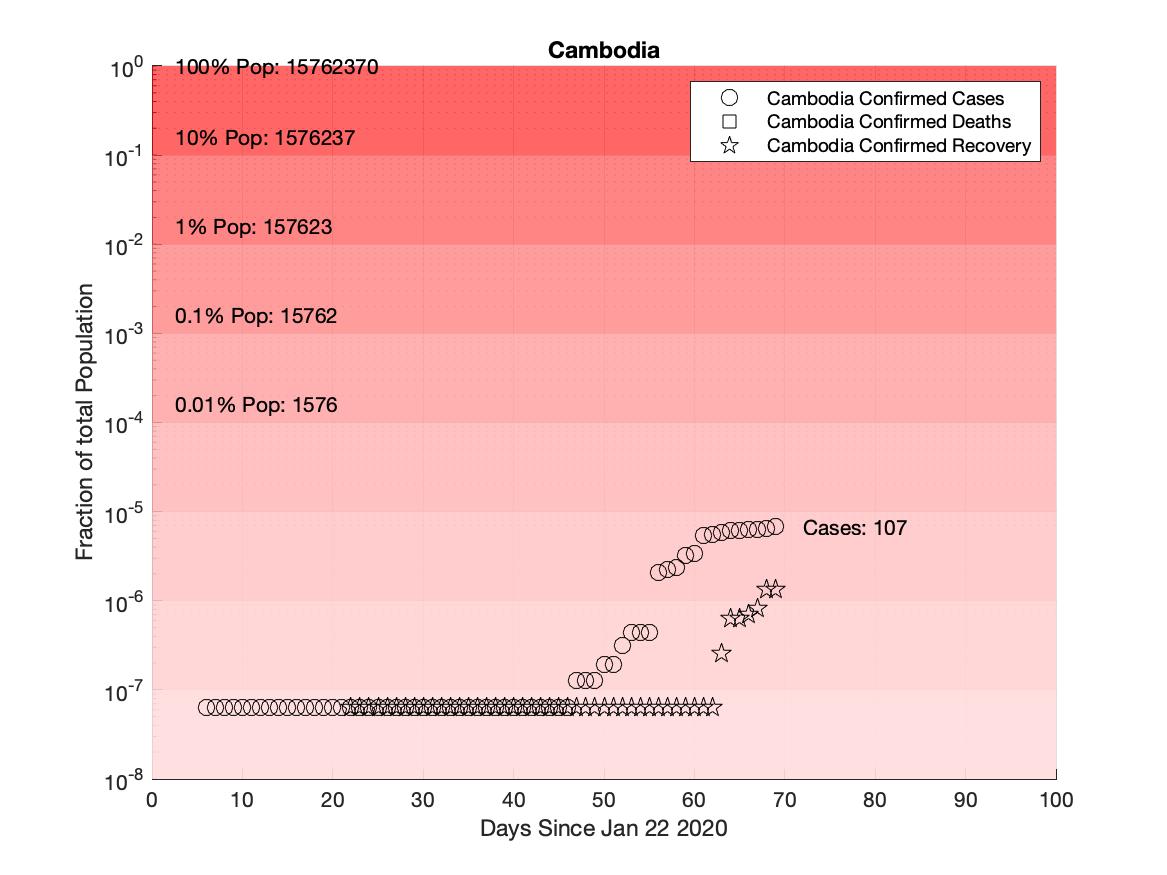 Cambodia
10^0
100% Pop: 15762370
Cambodia Confirmed Cases
Cambodia Confirmed Deaths
Cambodia Confirmed Recovery
10% Pop: 1576237
10^-1
1% Pop: 157623
10^-2
0.1% Pop: 15762
10^-3
0.01% Pop: 1576
10^-4
10^-5
Cases: 107
10^-6
10^-7
10^-8
Fraction of total Population
0 10 20 30 40 50 60 70 80 90 100
Days Since Jan 22 2020